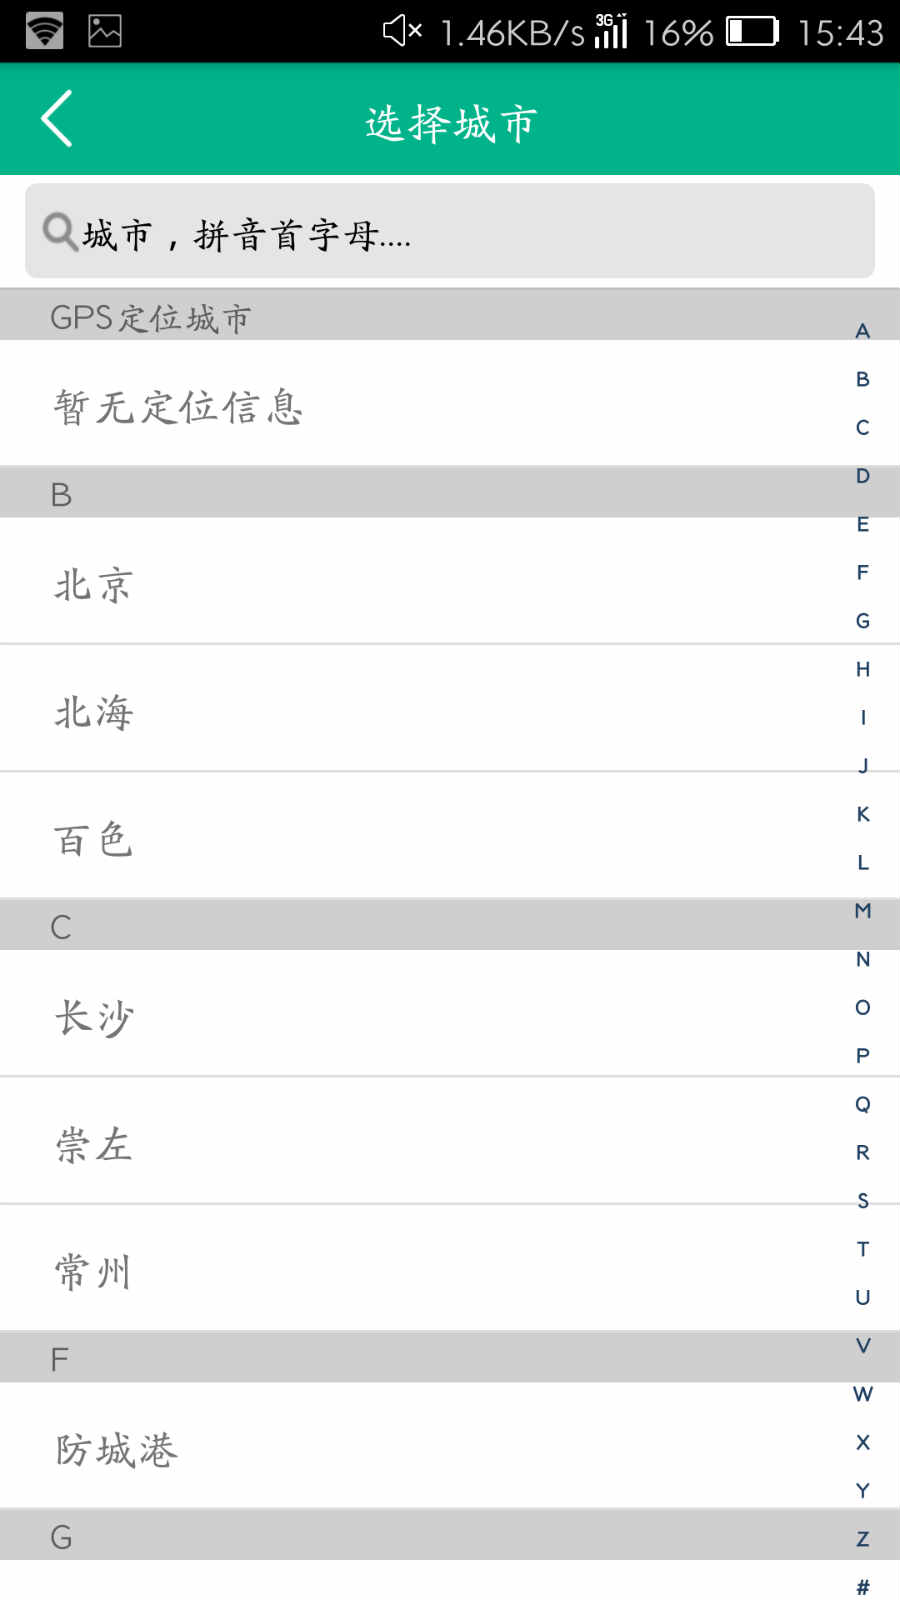 1.46KB/s 3G 16% 15:43
选择城市
城市，拼音首字母....
GPS定位城市
暂无定位信息
B
北京
北海
百色
C
长沙
崇左
常州
F
防城港
G
A
B
C
D
E
F
G
H
I
J
K
L
M
N
O
P
Q
R
S
T
U
V
W
X
Y
Z
#